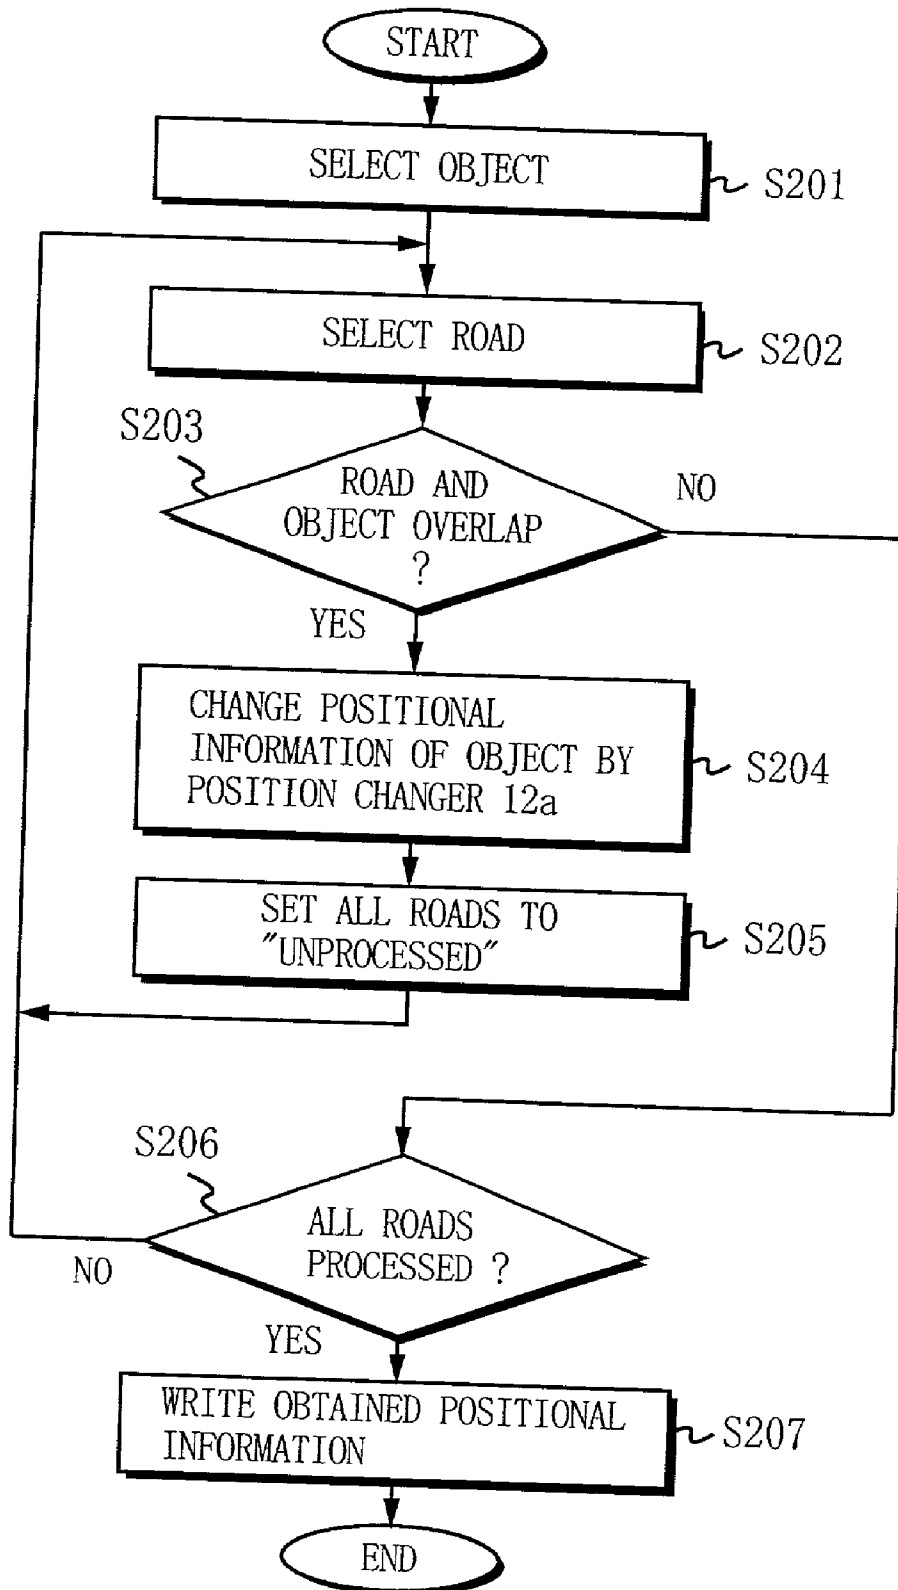 START
SELECT OBJECT
S201
SELECT ROAD
S202
S203
ROAD AND
OBJECT OVERLAP
?
NO
YES
CHANGE POSITIONAL
INFORMATION OF OBJECT BY
POSITION CHANGER 12a
S204
SET ALL ROADS TO
"UNPROCESSED"
S205
S206
ALL ROADS
PROCESSED ?
NO
YES
WRITE OBTAINED POSITIONAL
INFORMATION
S207
END